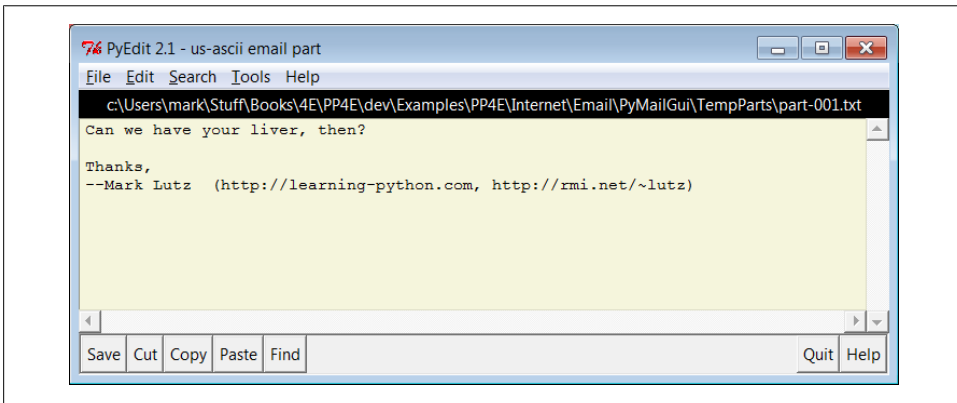 PyEdit 2.1 - us-ascii email part
File Edit Search Tools Help
c:\Users\mark\Stuff\Books\4E\PP4E\dev\Examples\PP4E\Internet\Email\PyMailGui\TempParts\part-001.txt
Can we have your liver, then?
Thanks,
--Mark Lutz (http://learning-python.com, http://rmi.net/~lutz)
Save Cut Copy Paste Find Quit Help